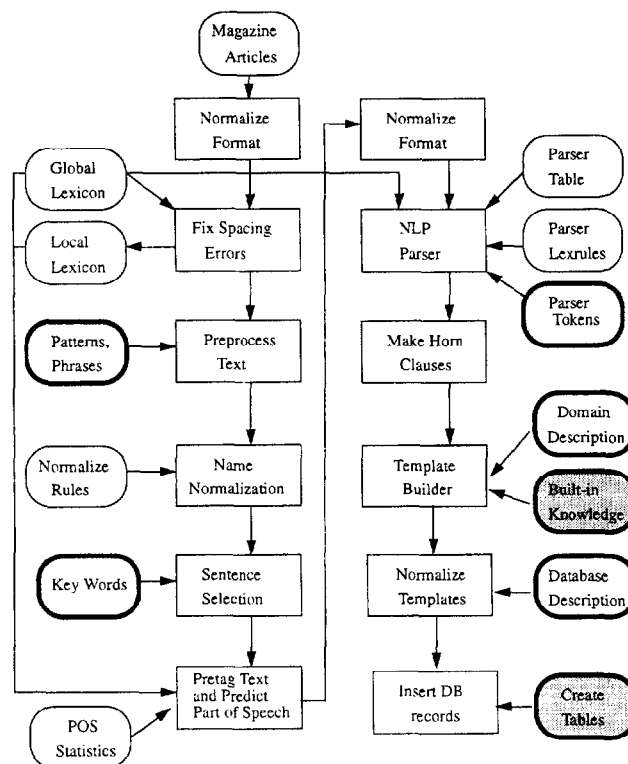 Magazine
Articles
Normalize
Format
Normalize
Format
Global
Lexicon
Parser
Table
Local
Lexicon
Fix Spacing
Errors
NLP
Parser
Parser
Lexrules
Parser
Tokens
Patterns,
Phrases
Preprocess
Text
Make Horn
Clauses
Domain
Description
Normalize
Rules
Name
Normalization
Template
Builder
Built-in
Knowledge
Key Words
Sentence
Selection
Normalize
Templates
Database
Description
Pretag Text
and Predict
Part of Speech
Insert DB
records
Create
Tables
POS
Statistics